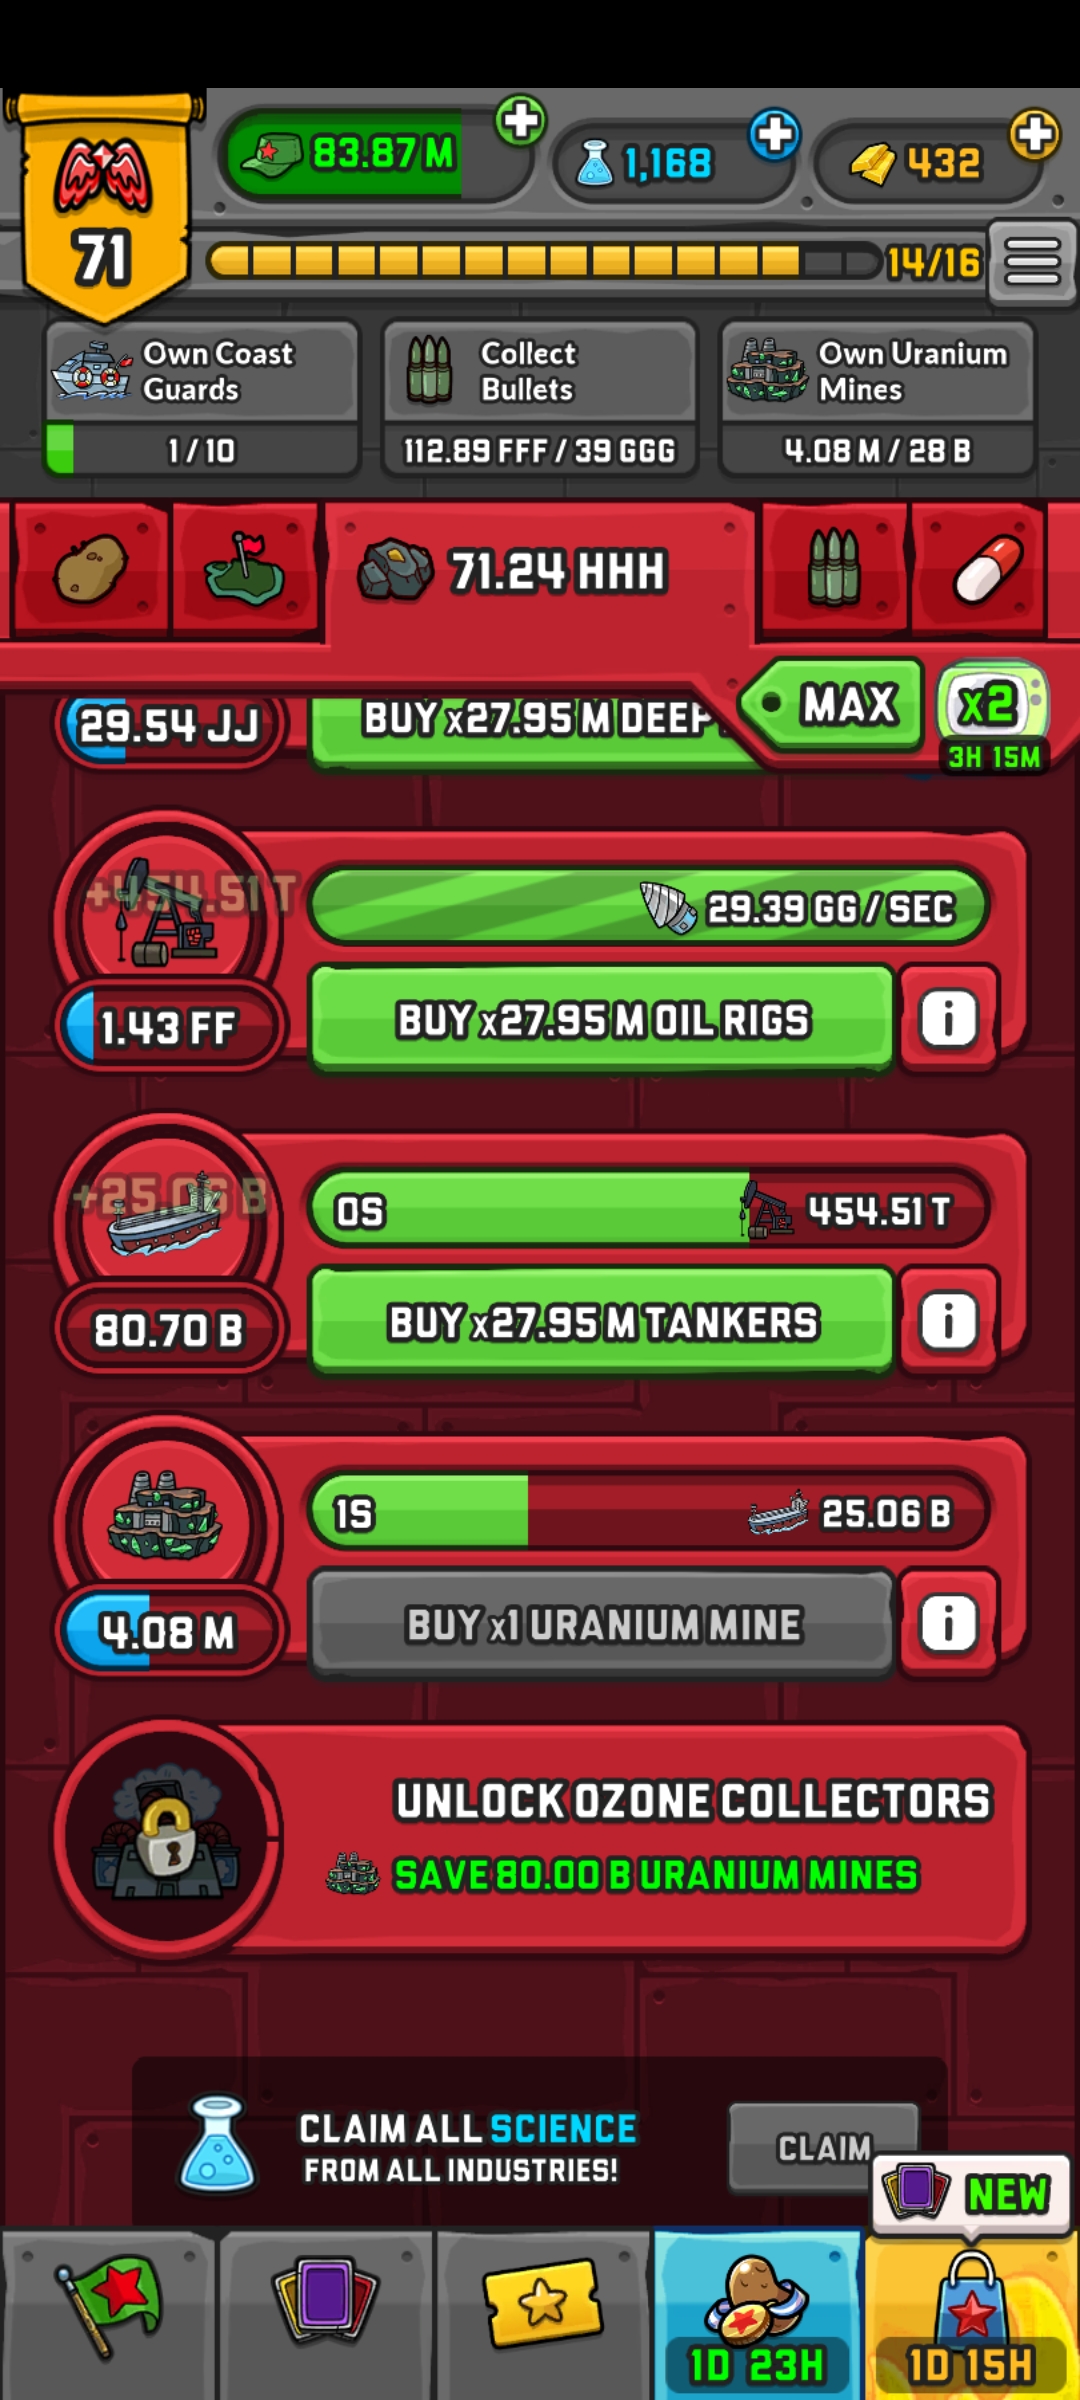 71
83.87 M
1,168
432
14/16
Own Coast
Guards
1 / 10
Collect
Bullets
112.89 FFF / 39 GGG
Own Uranium
Mines
4.08 M / 28 B
71.24 HHH
MAX
x2
3H 15M
29.54 JJ
BUY x27.95 M DEEP
+454.51 T
29.39 GG / SEC
1.43 FF
BUY x27.95 M OIL RIGS
+25.06 B
0S
454.51 T
80.70 B
BUY x27.95 M TANKERS
1S
25.06 B
4.08 M
BUY x1 URANIUM MINE
UNLOCK OZONE COLLECTORS
SAVE 80.00 B URANIUM MINES
CLAIM ALL SCIENCE
FROM ALL INDUSTRIES!
CLAIM
NEW
1D 23H
1D 15H